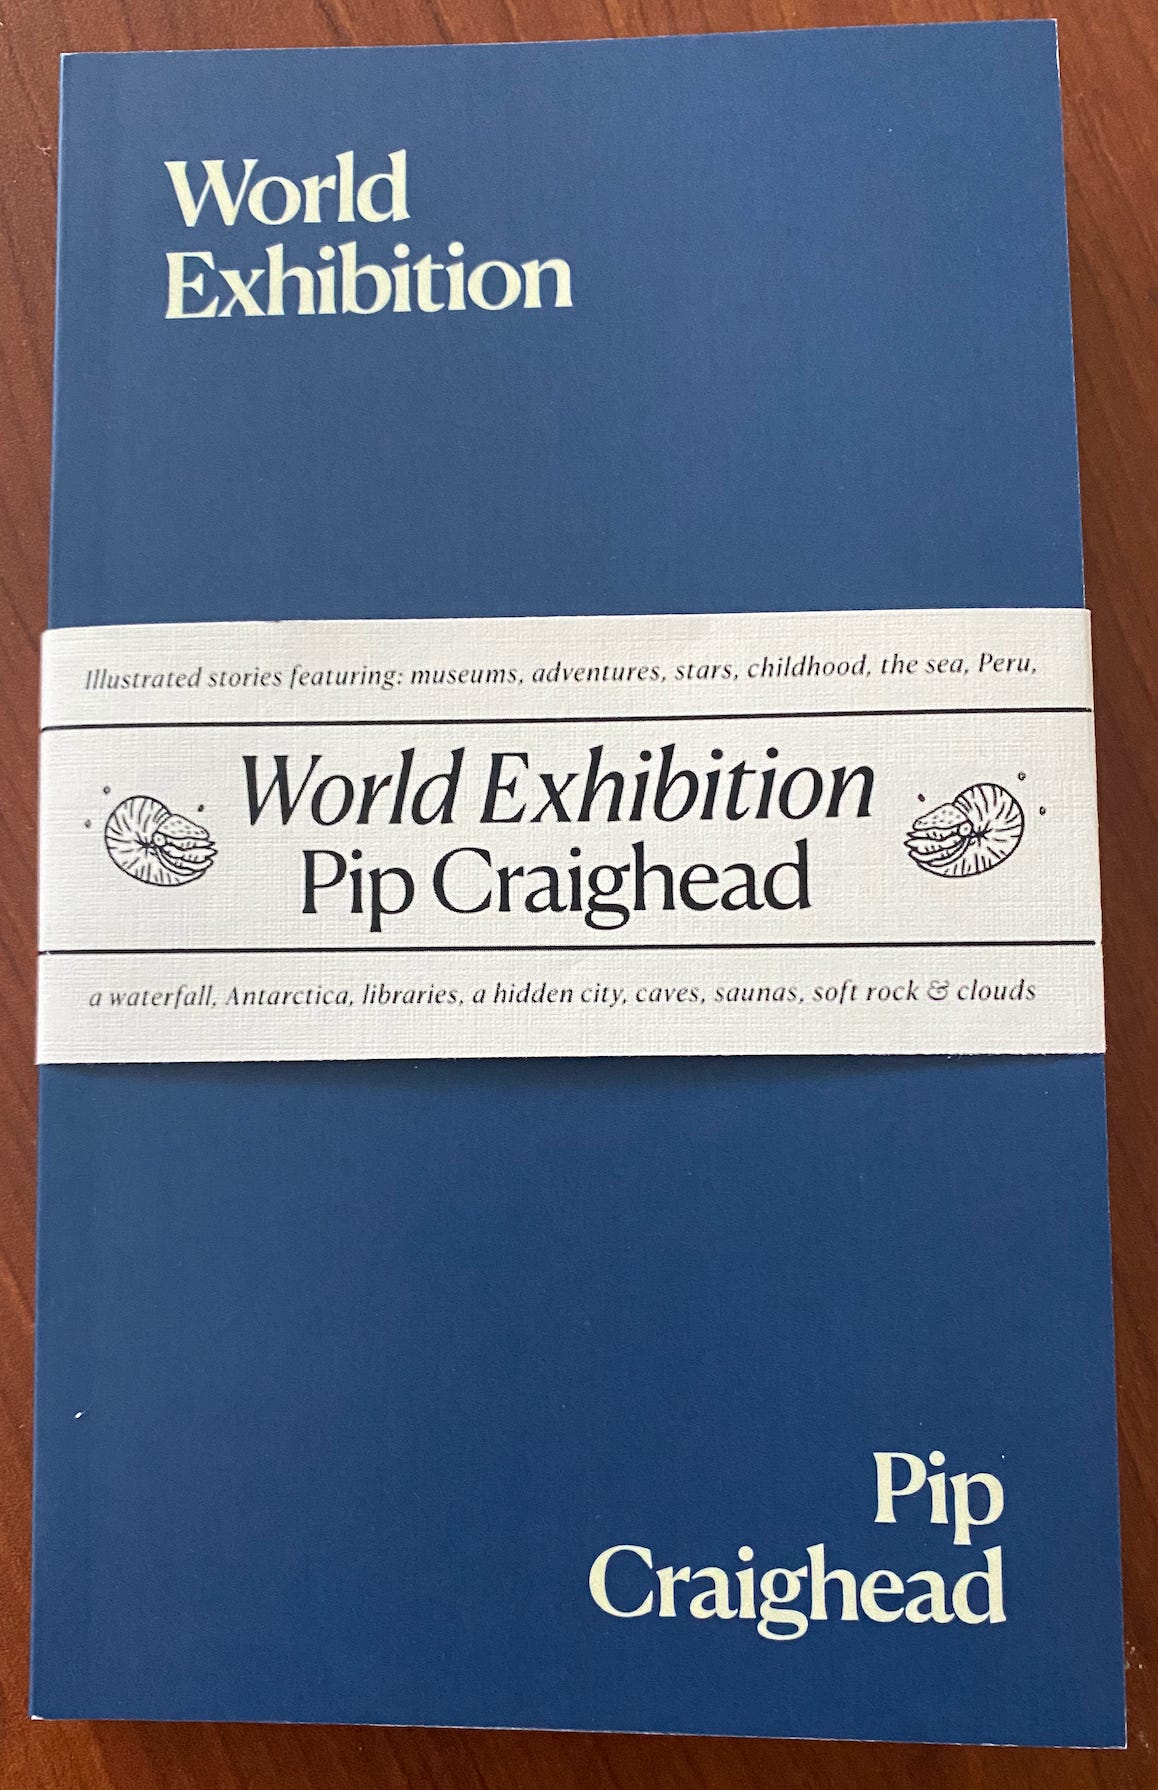 World
Exhibition
Illustrated stories featuring: museums, adventures, stars, childhood, the sea, Peru,
World Exhibition
Pip Craighead
a waterfall, Antarctica, libraries, a hidden city, caves, saunas, soft rock & clouds
Pip
Craighead